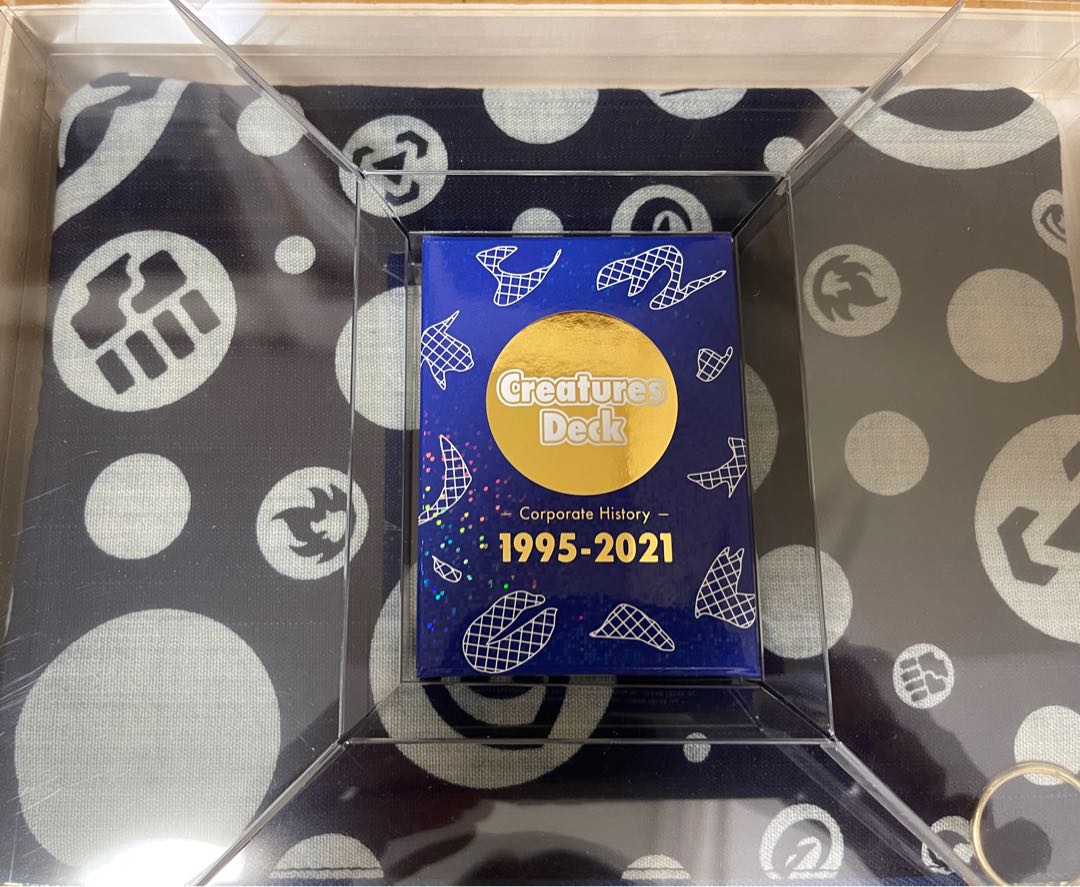 Creatures
Deck
– Corporate History –
1995-2021